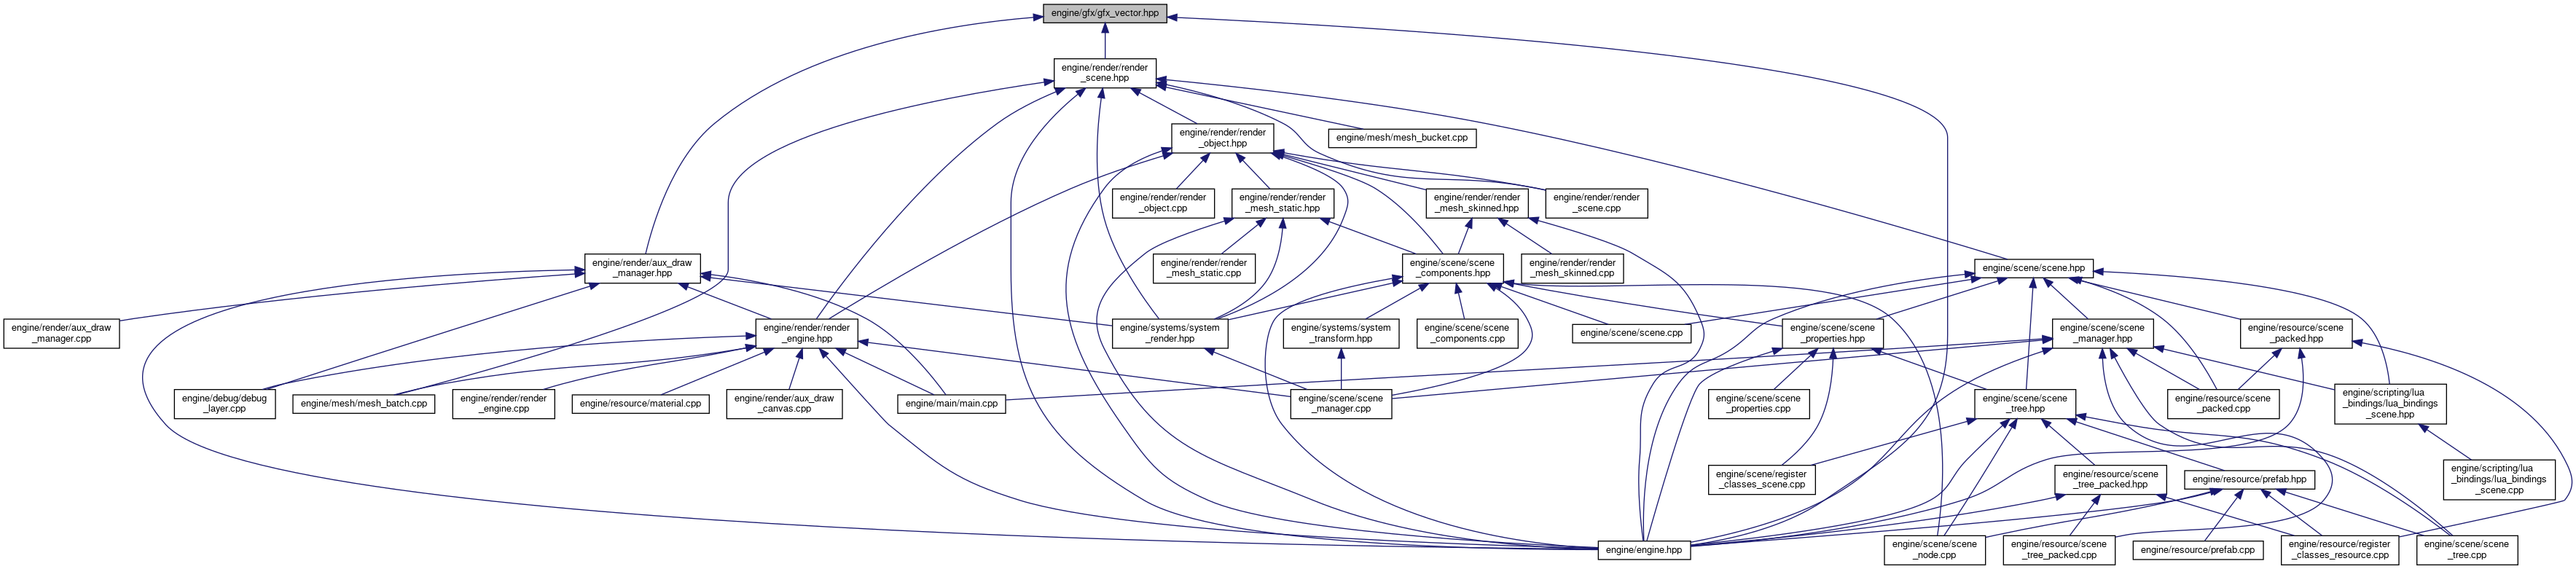 engine/gfx/gfx_vector.hpp
engine/render/render
_scene.hpp
engine/render/render
_object.hpp
engine/mesh/mesh_bucket.cpp
engine/render/render
_object.cpp
engine/render/render
_mesh_static.hpp
engine/render/render
_mesh_skinned.hpp
engine/render/render
_scene.cpp
engine/render/aux_draw
_manager.hpp
engine/render/render
_mesh_static.cpp
engine/scene/scene
_components.hpp
engine/render/render
_mesh_skinned.cpp
engine/scene/scene.hpp
engine/render/aux_draw
_manager.cpp
engine/render/render
_engine.hpp
engine/systems/system
_render.hpp
engine/systems/system
_transform.hpp
engine/scene/scene
_components.cpp
engine/scene/scene.cpp
engine/scene/scene
_properties.hpp
engine/scene/scene
_manager.hpp
engine/resource/scene
_packed.hpp
engine/debug/debug
_layer.cpp
engine/mesh/mesh_batch.cpp
engine/render/render
_engine.cpp
engine/resource/material.cpp
engine/render/aux_draw
_canvas.cpp
engine/main/main.cpp
engine/scene/scene
_manager.cpp
engine/scene/scene
_properties.cpp
engine/scene/scene
_tree.hpp
engine/resource/scene
_packed.cpp
engine/scripting/lua
_bindings/lua_bindings
_scene.hpp
engine/scene/register
_classes_scene.cpp
engine/resource/scene
_tree_packed.hpp
engine/resource/prefab.hpp
engine/scripting/lua
_bindings/lua_bindings
_scene.cpp
engine/engine.hpp
engine/scene/scene
_node.cpp
engine/resource/scene
_tree_packed.cpp
engine/resource/prefab.cpp
engine/resource/register
_classes_resource.cpp
engine/scene/scene
_tree.cpp